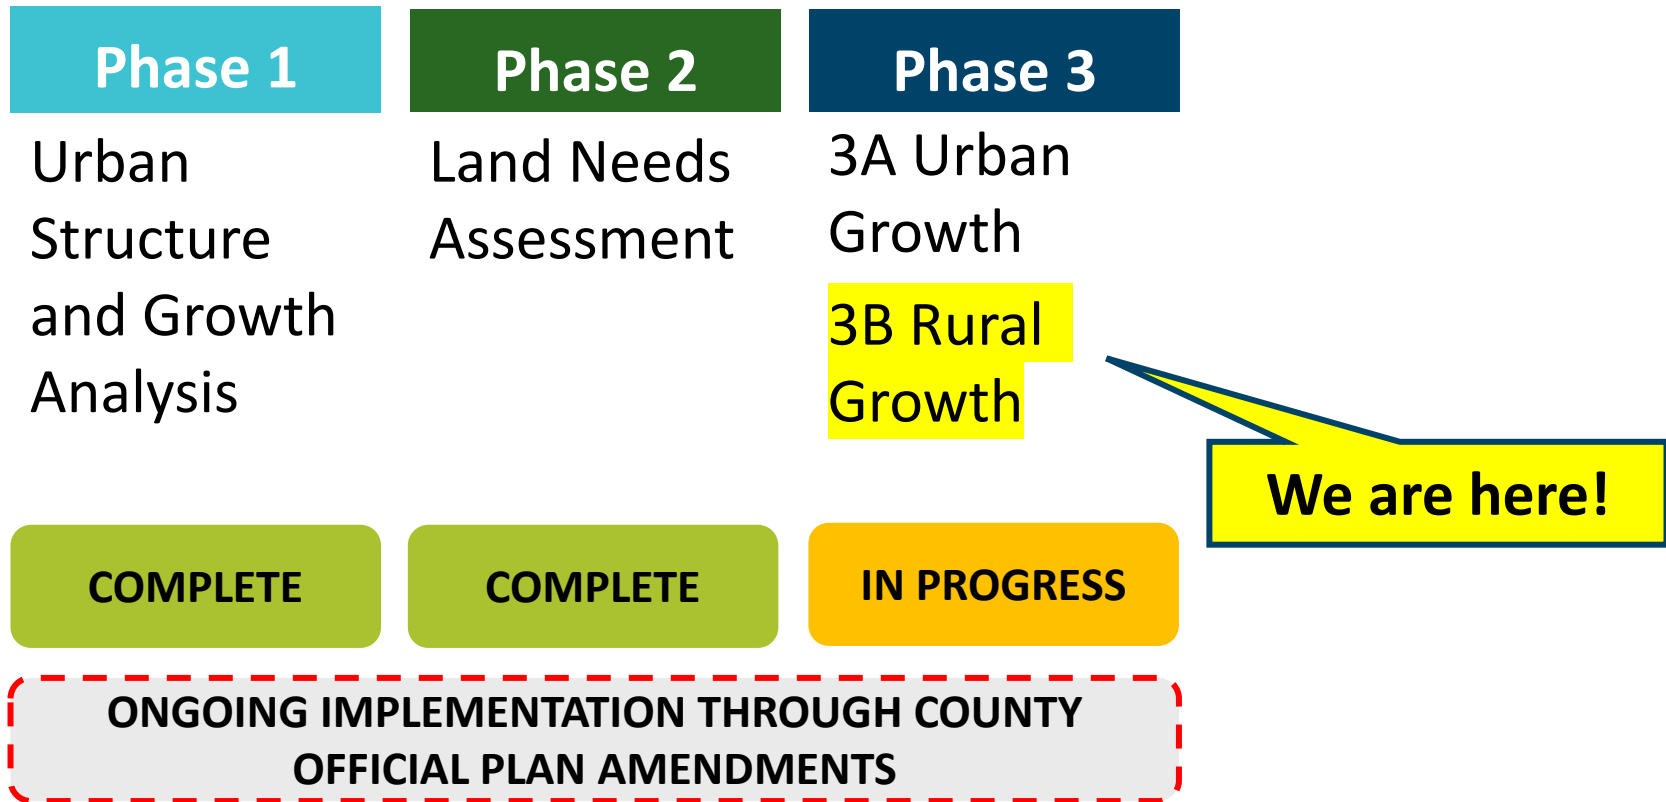 Phase 1
Urban
Structure
and Growth
Analysis
COMPLETE
Phase 2
Land Needs
Assessment
COMPLETE
Phase 3
3A Urban
Growth
3B Rural
Growth
We are here!
IN PROGRESS
ONGOING IMPLEMENTATION THROUGH COUNTY
OFFICIAL PLAN AMENDMENTS